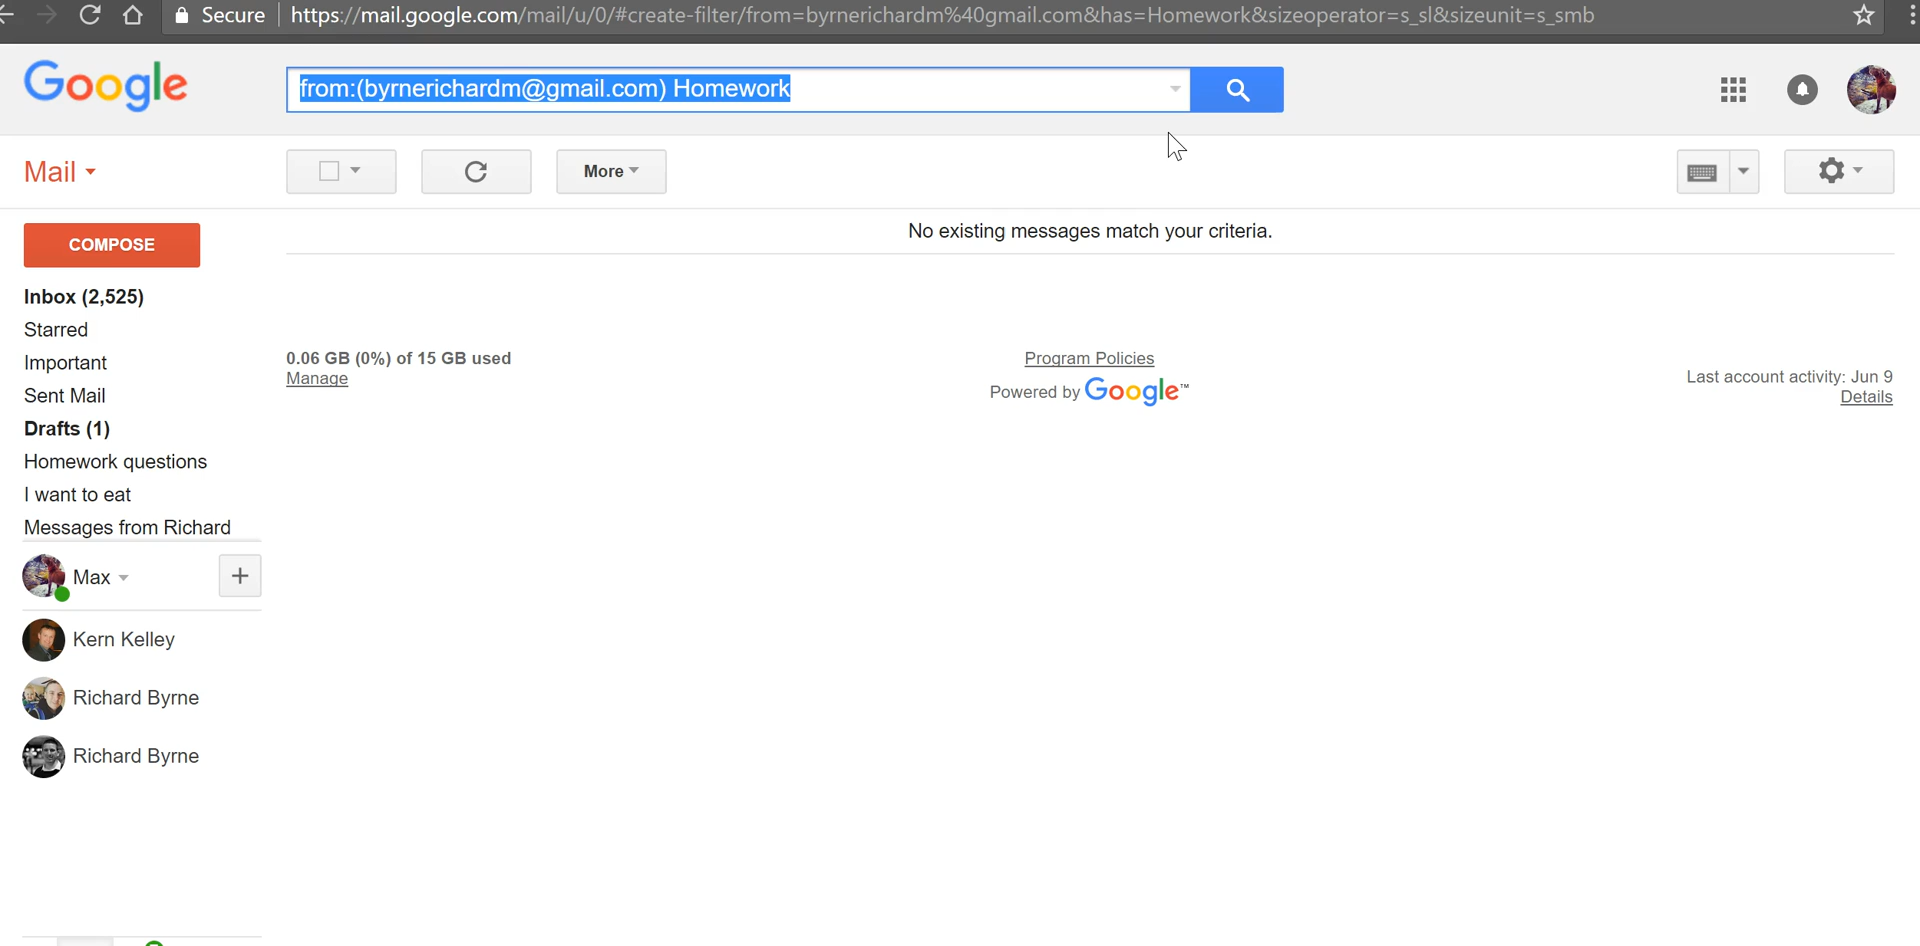 Secure https://mail.google.com/mail/u/0/#create-filter/from=byrnerichardm%40gmail.com&has=Homework&sizeoperator=s_sl&sizeunit=s_smb
Google
from:(byrnerichardm@gmail.com) Homework
Mail
More
COMPOSE
No existing messages match your criteria.
Inbox (2,525)
Starred
Important
Sent Mail
Drafts (1)
Homework questions
I want to eat
Messages from Richard
0.06 GB (0%) of 15 GB used
Manage
Program Policies
Powered by Google™
Last account activity: Jun 9
Details
Max
Kern Kelley
Richard Byrne
Richard Byrne